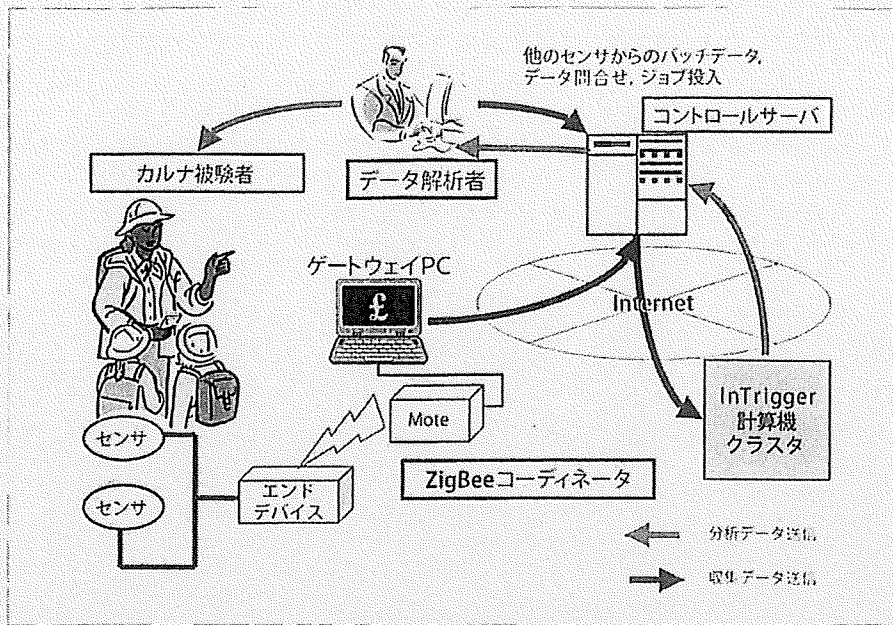 他のセンサからのバッチデータ,
データ問合せ, ジョブ投入
コントロールサーバ
カルナ被験者
データ解析者
ゲートウェイPC
£
Internet
InTrigger
計算機
クラスタ
Mote
センサ
ZigBeeコーディネータ
エンド
デバイス
センサ
分析データ送信
収集データ送信